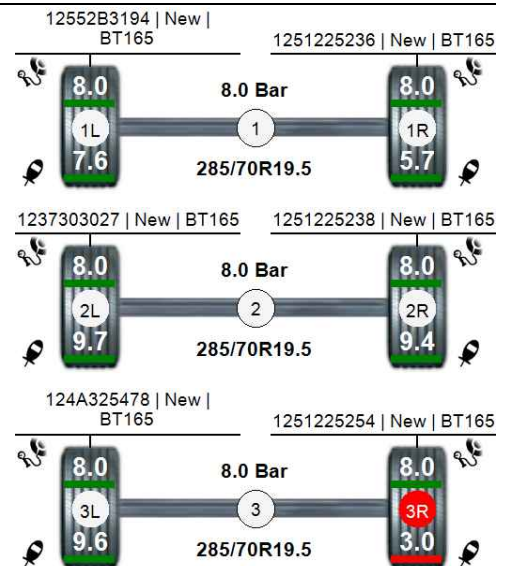 12552B3194 | New |
BT165
1251225236 | New | BT165
8.0
8.0 Bar
8.0
1L
1
1R
7.6
285/70R19.5
5.7
1237303027 | New | BT165
1251225238 | New | BT165
8.0
8.0 Bar
8.0
2L
2
2R
9.7
285/70R19.5
9.4
124A325478 | New |
BT165
1251225254 | New | BT165
8.0
8.0 Bar
8.0
3L
3
3R
9.6
285/70R19.5
3.0